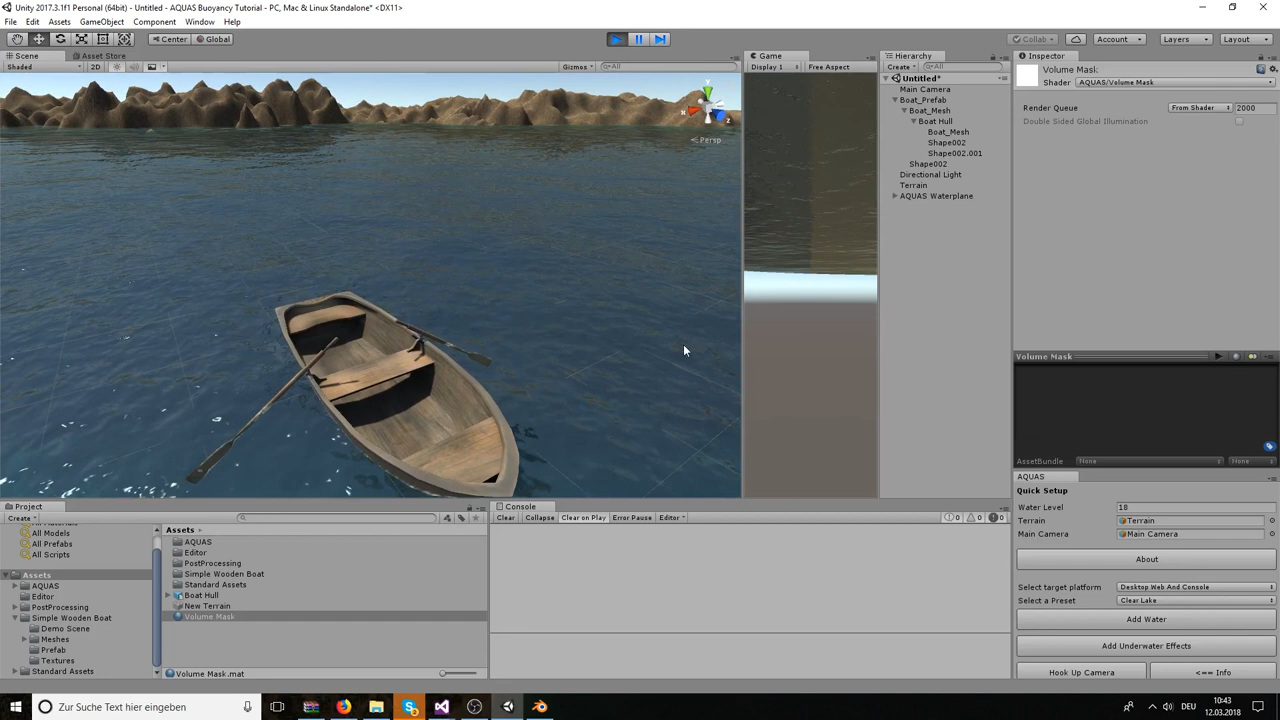 Unity 2017.3.1f1 Personal (64bit) - Untitled - AQUAS Buoyancy Tutorial - PC, Mac & Linux Standalone* <DX11>
File Edit Assets GameObject Component Window Help
Center Global Collab Account Layers Layout
Scene Asset Store
Shaded 2D Gizmos All
Y
X
Z
Persp
Game
Display 1 Free Aspect
Hierarchy
Create All
Untitled*
Main Camera
Boat_Prefab
Boat_Mesh
Boat Hull
Boat_Mesh
Shape002
Shape002.001
Shape002
Directional Light
Terrain
AQUAS Waterplane
Inspector
Volume Mask
Shader AQUAS/Volume Mask
Render Queue From Shader 2000
Double Sided Global Illumination
Volume Mask
AssetBundle None None
AQUAS
Quick Setup
Water Level 18
Terrain Terrain
Main Camera Main Camera
About
Select target platform Desktop Web And Console
Select a Preset Clear Lake
Add Water
Add Underwater Effects
Hook Up Camera <== Info
Project
Create
All Materials
All Models
All Prefabs
All Scripts
Assets
AQUAS
Editor
PostProcessing
Simple Wooden Boat
Demo Scene
Meshes
Prefab
Textures
Standard Assets
Assets
AQUAS
Editor
PostProcessing
Simple Wooden Boat
Standard Assets
Boat Hull
New Terrain
Volume Mask
Volume Mask.mat
Console
Clear Collapse Clear on Play Error Pause Editor 0 0 0
Zur Suche Text hier eingeben
DEU
10:43
12.03.2018